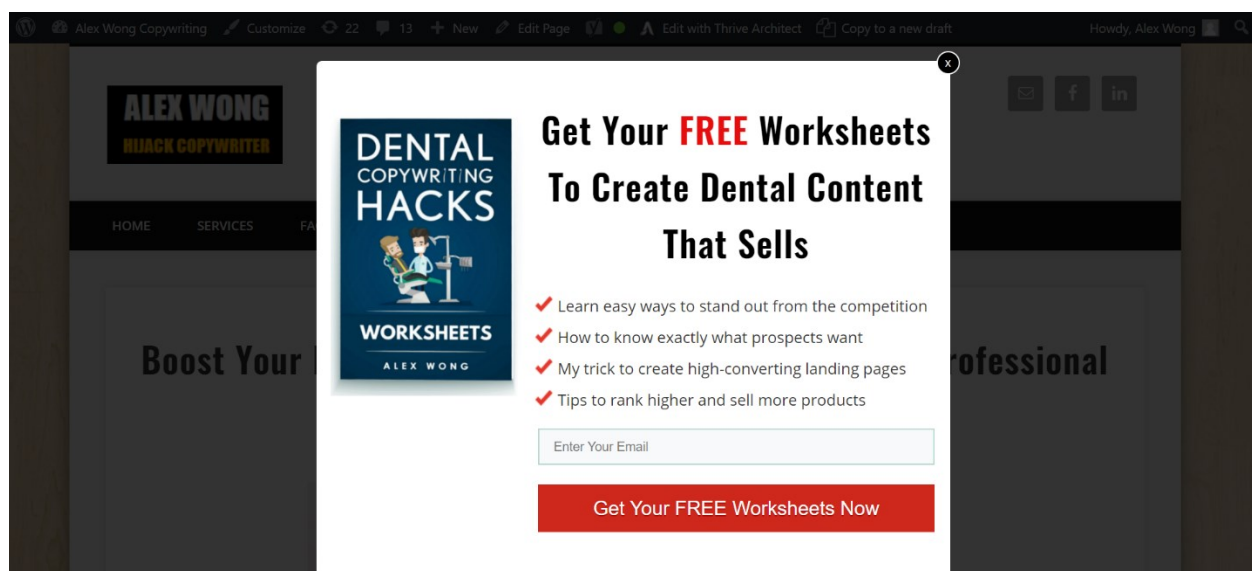 Alex Wong Copywriting Customize 22 13 New Edit Page Edit with Thrive Architect Copy to a new draft Howdy, Alex Wong
X
ALEX WONG
HIJACK COPYWRITER
HOME SERVICES FA
DENTAL
COPYWRITING
HACKS
WORKSHEETS
ALEX WONG
Get Your FREE Worksheets
To Create Dental Content
That Sells
Learn easy ways to stand out from the competition
How to know exactly what prospects want
My trick to create high-converting landing pages
Tips to rank higher and sell more products
Enter Your Email
Get Your FREE Worksheets Now
Boost Your ofessional